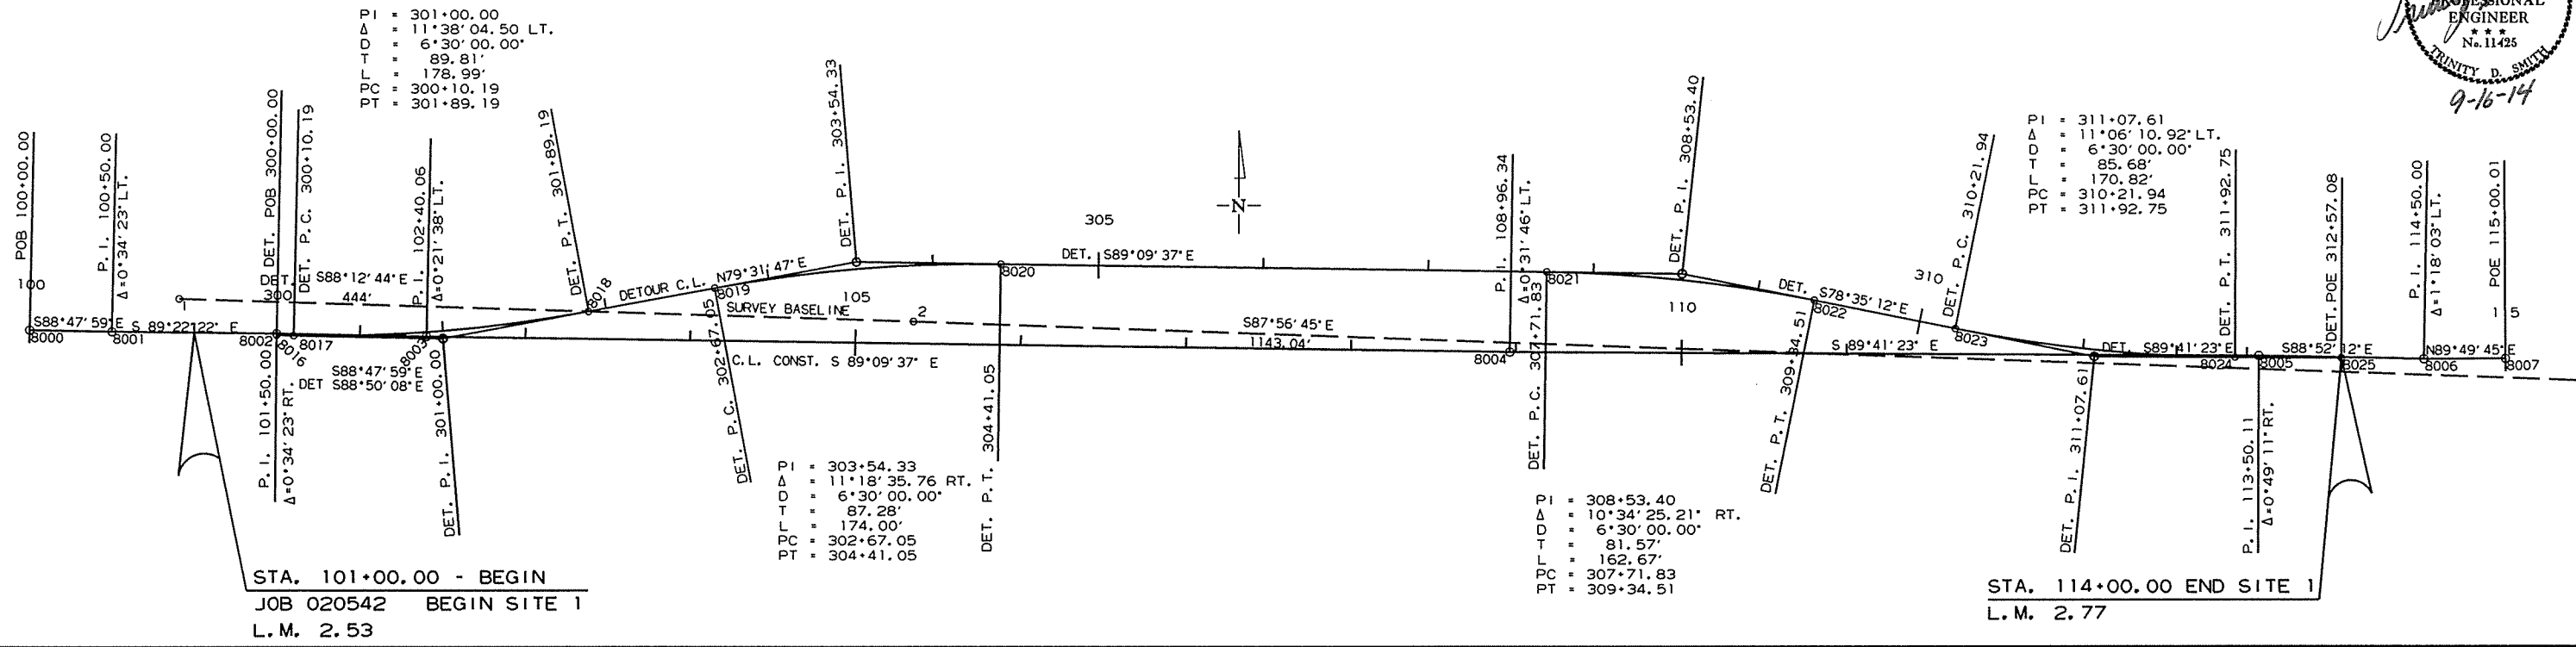 PI = 301+00.00
Δ = 11°38'04.50 LT.
D = 6°30'00.00"
T = 89.81'
L = 178.99'
PC = 300+10.19
PT = 301+89.19
PROFESSIONAL
ENGINEER
★ ★ ★
No. 11425
TRINITY D. SMITH
9-16-14
PI = 311+07.61
Δ = 11°06'10.92" LT.
D = 6°30'00.00"
T = 85.68'
L = 170.82'
PC = 310+21.94
PT = 311+92.75
POB 100+00.00
P.I. 100+50.00
Δ=0°34'23" LT.
DET. POB 300+00.00
DET. P.C. 300+10.19
P.I. 102+40.06
Δ=0°21'38" LT.
DET. P.T. 301+89.19
DET. P.I. 303+54.33
P.I. 108+96.34
Δ=0°31'46" LT.
DET. P.I. 308+53.40
DET. P.C. 310+21.94
DET. P.T. 311+92.75
DET. POE 312+57.08
P.I. 114+50.00
Δ=1°18'03" LT.
POE 115+00.01
N
305
DET. S89°09'37"E
DET. S88°12'44"E
100
300
444'
DETOUR C.L. N79°31'47"E
105
SURVEY BASELINE
2
S87°56'45"E
1143.04'
110
DET. S78°35'12"E
310
115
S88°47'59"E
S 89°22'22" E
C.L. CONST. S 89°09'37" E
S 89°41'23" E
DET. S89°41'23"E
S88°52'12"E
N89°49'45"E
8000
8001
8002
8016
8017
8003
8018
8019
8020
8004
8021
8022
8023
8024
8005
8025
8006
8007
S88°47'59"E
DET S88°50'08"E
P.I. 101+50.00
Δ=0°34'23" RT.
DET. P.I. 301+00.00
DET. P.C. 302+67.05
DET. P.T. 304+41.05
DET. P.C. 307+71.83
DET. P.T. 309+34.51
DET. P.I. 311+07.61
P.I. 113+50.11
Δ=0°49'11" RT.
PI = 303+54.33
Δ = 11°18'35.76 RT.
D = 6°30'00.00"
T = 87.28'
L = 174.00'
PC = 302+67.05
PT = 304+41.05
PI = 308+53.40
Δ = 10°34'25.21" RT.
D = 6°30'00.00"
T = 81.57'
L = 162.67'
PC = 307+71.83
PT = 309+34.51
STA. 101+00.00 - BEGIN
JOB 020542 BEGIN SITE 1
L.M. 2.53
STA. 114+00.00 END SITE 1
L.M. 2.77